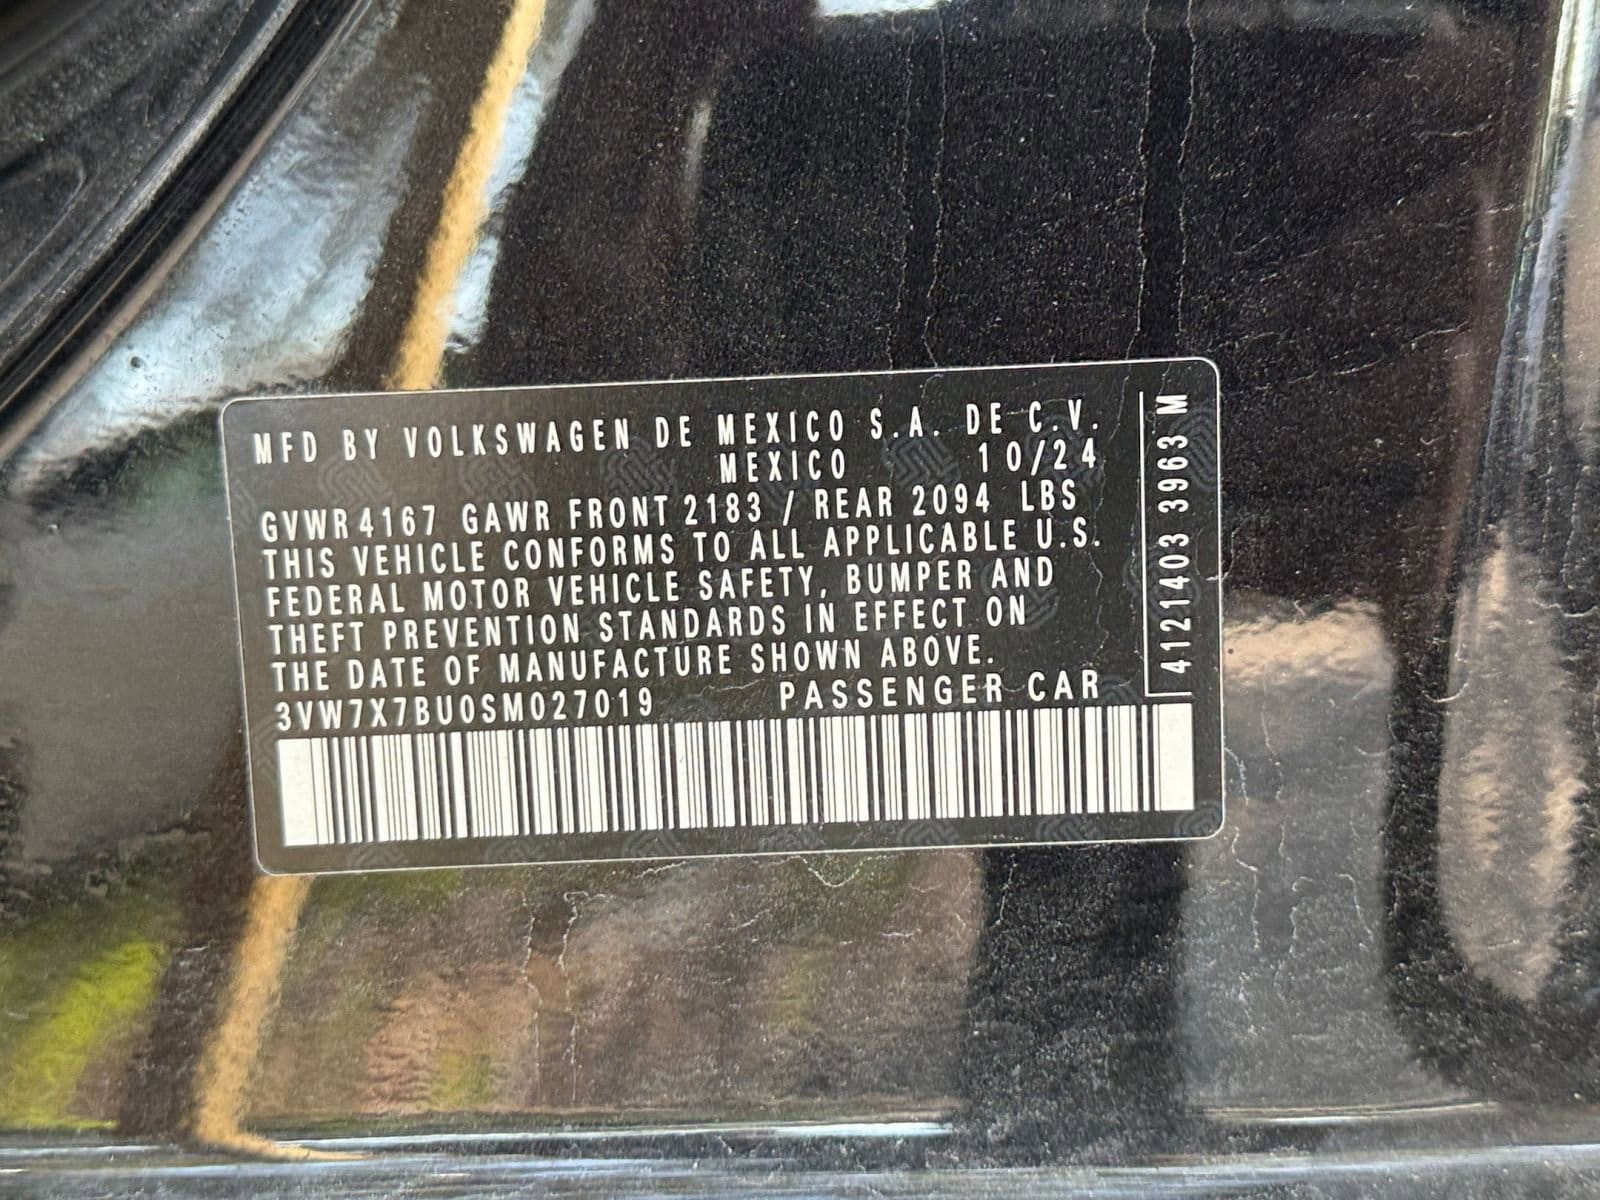 MFD BY VOLKSWAGEN DE MEXICO S.A. DE C.V.
MEXICO 10/24
GVWR 4167 GAWR FRONT 2183 / REAR 2094 LBS
THIS VEHICLE CONFORMS TO ALL APPLICABLE U.S.
FEDERAL MOTOR VEHICLE SAFETY, BUMPER AND
THEFT PREVENTION STANDARDS IN EFFECT ON
THE DATE OF MANUFACTURE SHOWN ABOVE.
3VW7X7BU0SM027019 PASSENGER CAR
4121403 3963 M